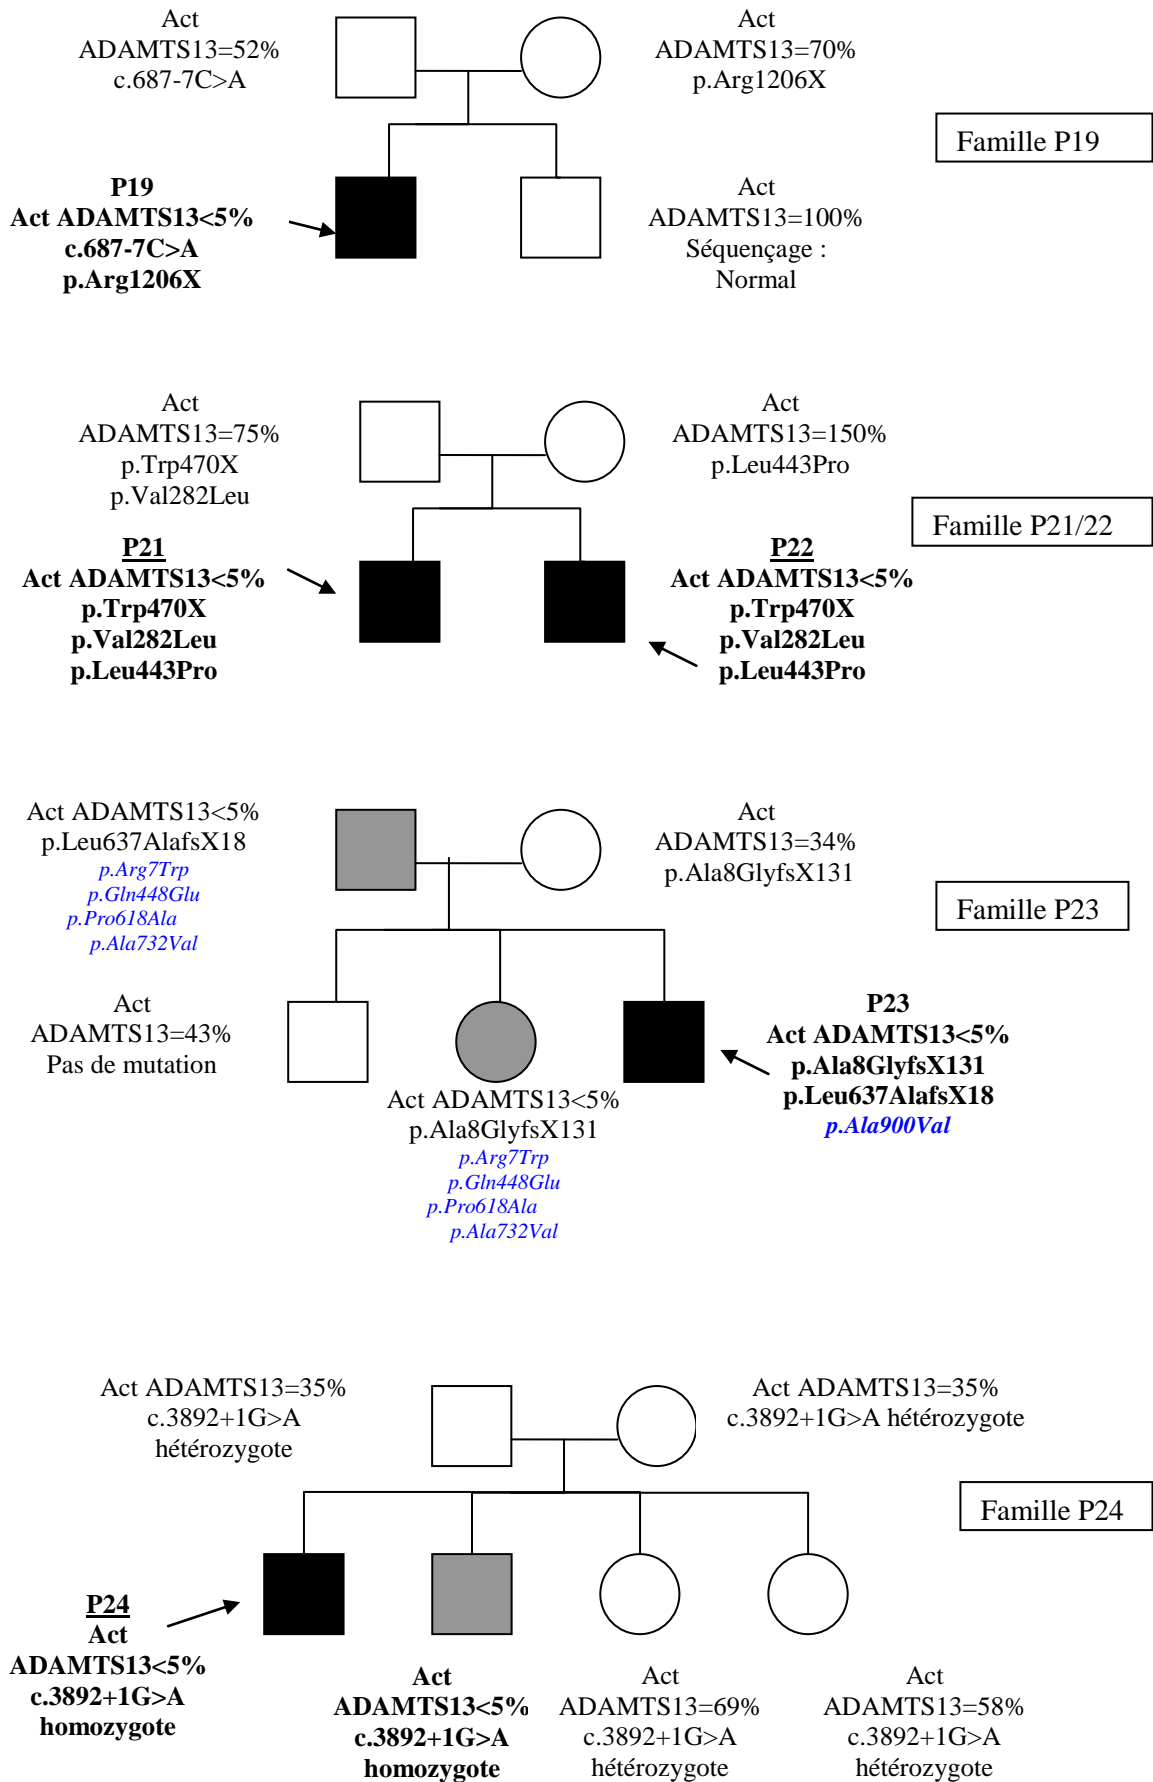 Act
ADAMTS13=52%
c.687-7C>A
Act
ADAMTS13=70%
p.Arg1206X
Famille P19
P19
Act ADAMTS13<5%
c.687-7C>A
p.Arg1206X
Act
ADAMTS13=100%
Séquençage :
Normal
Act
ADAMTS13=75%
p.Trp470X
p.Val282Leu
Act
ADAMTS13=150%
p.Leu443Pro
Famille P21/22
P21
Act ADAMTS13<5%
p.Trp470X
p.Val282Leu
p.Leu443Pro
P22
Act ADAMTS13<5%
p.Trp470X
p.Val282Leu
p.Leu443Pro
Act ADAMTS13<5%
p.Leu637AlafsX18
p.Arg7Trp
p.Gln448Glu
p.Pro618Ala
p.Ala732Val
Act
ADAMTS13=34%
p.Ala8GlyfsX131
Famille P23
Act
ADAMTS13=43%
Pas de mutation
Act ADAMTS13<5%
p.Ala8GlyfsX131
p.Arg7Trp
p.Gln448Glu
p.Pro618Ala
p.Ala732Val
P23
Act ADAMTS13<5%
p.Ala8GlyfsX131
p.Leu637AlafsX18
p.Ala900Val
Act ADAMTS13=35%
c.3892+1G>A
hétérozygote
Act ADAMTS13=35%
c.3892+1G>A hétérozygote
Famille P24
P24
Act
ADAMTS13<5%
c.3892+1G>A
homozygote
Act
ADAMTS13<5%
c.3892+1G>A
homozygote
Act
ADAMTS13=69%
c.3892+1G>A
hétérozygote
Act
ADAMTS13=58%
c.3892+1G>A
hétérozygote